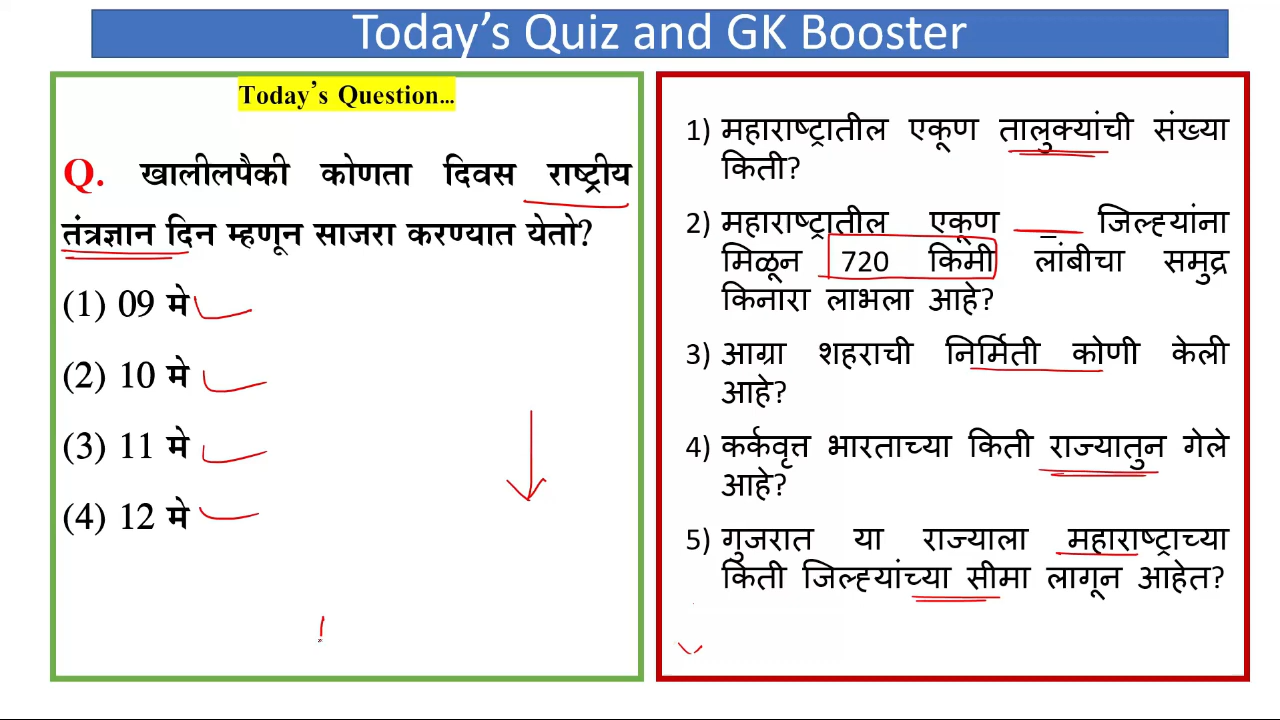 Today's Quiz and GK Booster
Today's Question...
Q. खालीलपैकी कोणता दिवस राष्ट्रीय
तंत्रज्ञान दिन म्हणून साजरा करण्यात येतो?
(1) 09 मे
(2) 10 मे
(3) 11 मे
(4) 12 मे
1) महाराष्ट्रातील एकूण तालुक्यांची संख्या
किती?
2) महाराष्ट्रातील एकूण _ जिल्ह्यांना
मिळून 720 किमी लांबीचा समुद्र
किनारा लाभला आहे?
3) आग्रा शहराची निर्मिती कोणी केली
आहे?
4) कर्कवृत्त भारताच्या किती राज्यातुन गेले
आहे?
5) गुजरात या राज्याला महाराष्ट्राच्या
किती जिल्ह्यांच्या सीमा लागून आहेत?